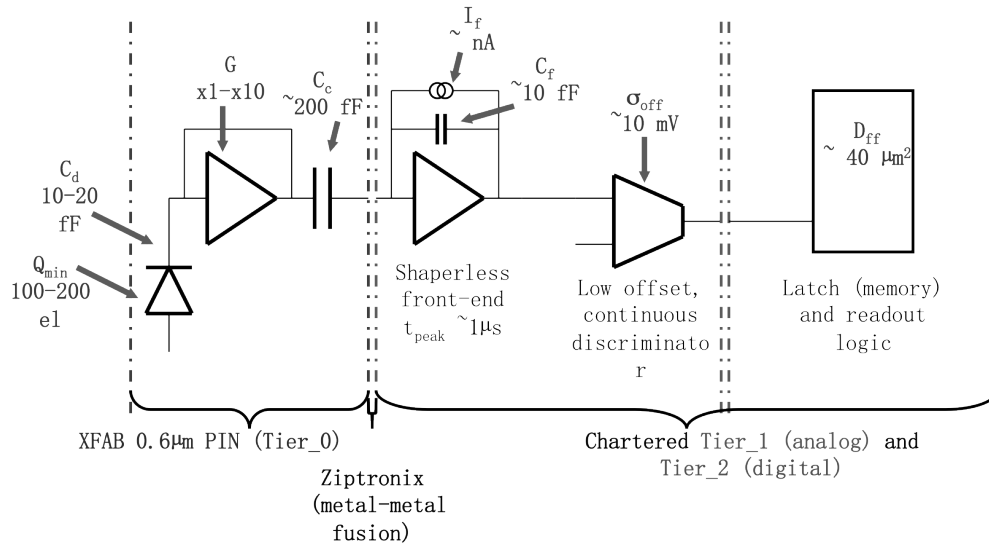 G
x1-x10
C_c
~200 fF
I_f
~ nA
C_f
~10 fF
σ_off
~10 mV
D_ff
~ 40 μm²
C_d
10-20
fF
Q_min
100-200
el
Shaperless
front-end
t_peak ~1μs
Low offset,
continuous
discriminato
r
Latch (memory)
and readout
logic
XFAB 0.6μm PIN (Tier_0)
Ziptronix
(metal-metal
fusion)
Chartered Tier_1 (analog) and
Tier_2 (digital)